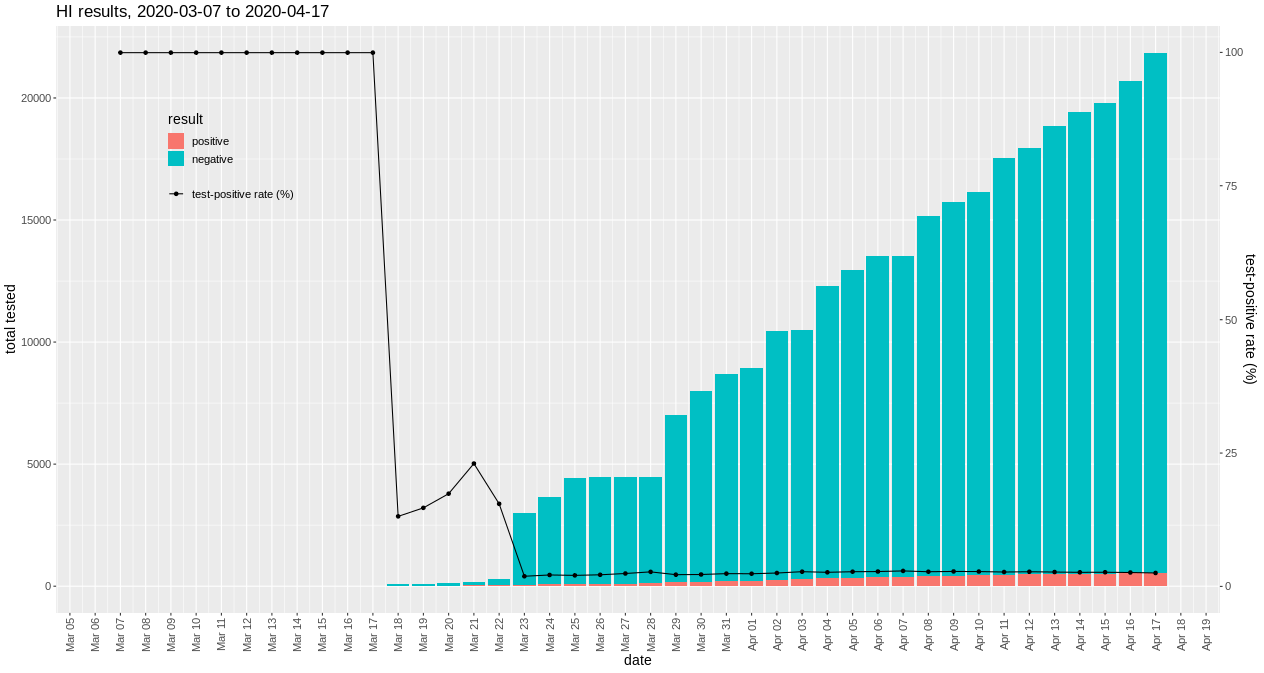 HI results, 2020-03-07 to 2020-04-17
total tested
20000
15000
10000
5000
0
result
positive
negative
test-positive rate (%)
100
75
50
25
0
test-positive rate (%)
Mar 05
Mar 06
Mar 07
Mar 08
Mar 09
Mar 10
Mar 11
Mar 12
Mar 13
Mar 14
Mar 15
Mar 16
Mar 17
Mar 18
Mar 19
Mar 20
Mar 21
Mar 22
Mar 23
Mar 24
Mar 25
Mar 26
Mar 27
Mar 28
Mar 29
Mar 30
Mar 31
Apr 01
Apr 02
Apr 03
Apr 04
Apr 05
Apr 06
Apr 07
Apr 08
Apr 09
Apr 10
Apr 11
Apr 12
Apr 13
Apr 14
Apr 15
Apr 16
Apr 17
Apr 18
Apr 19
date